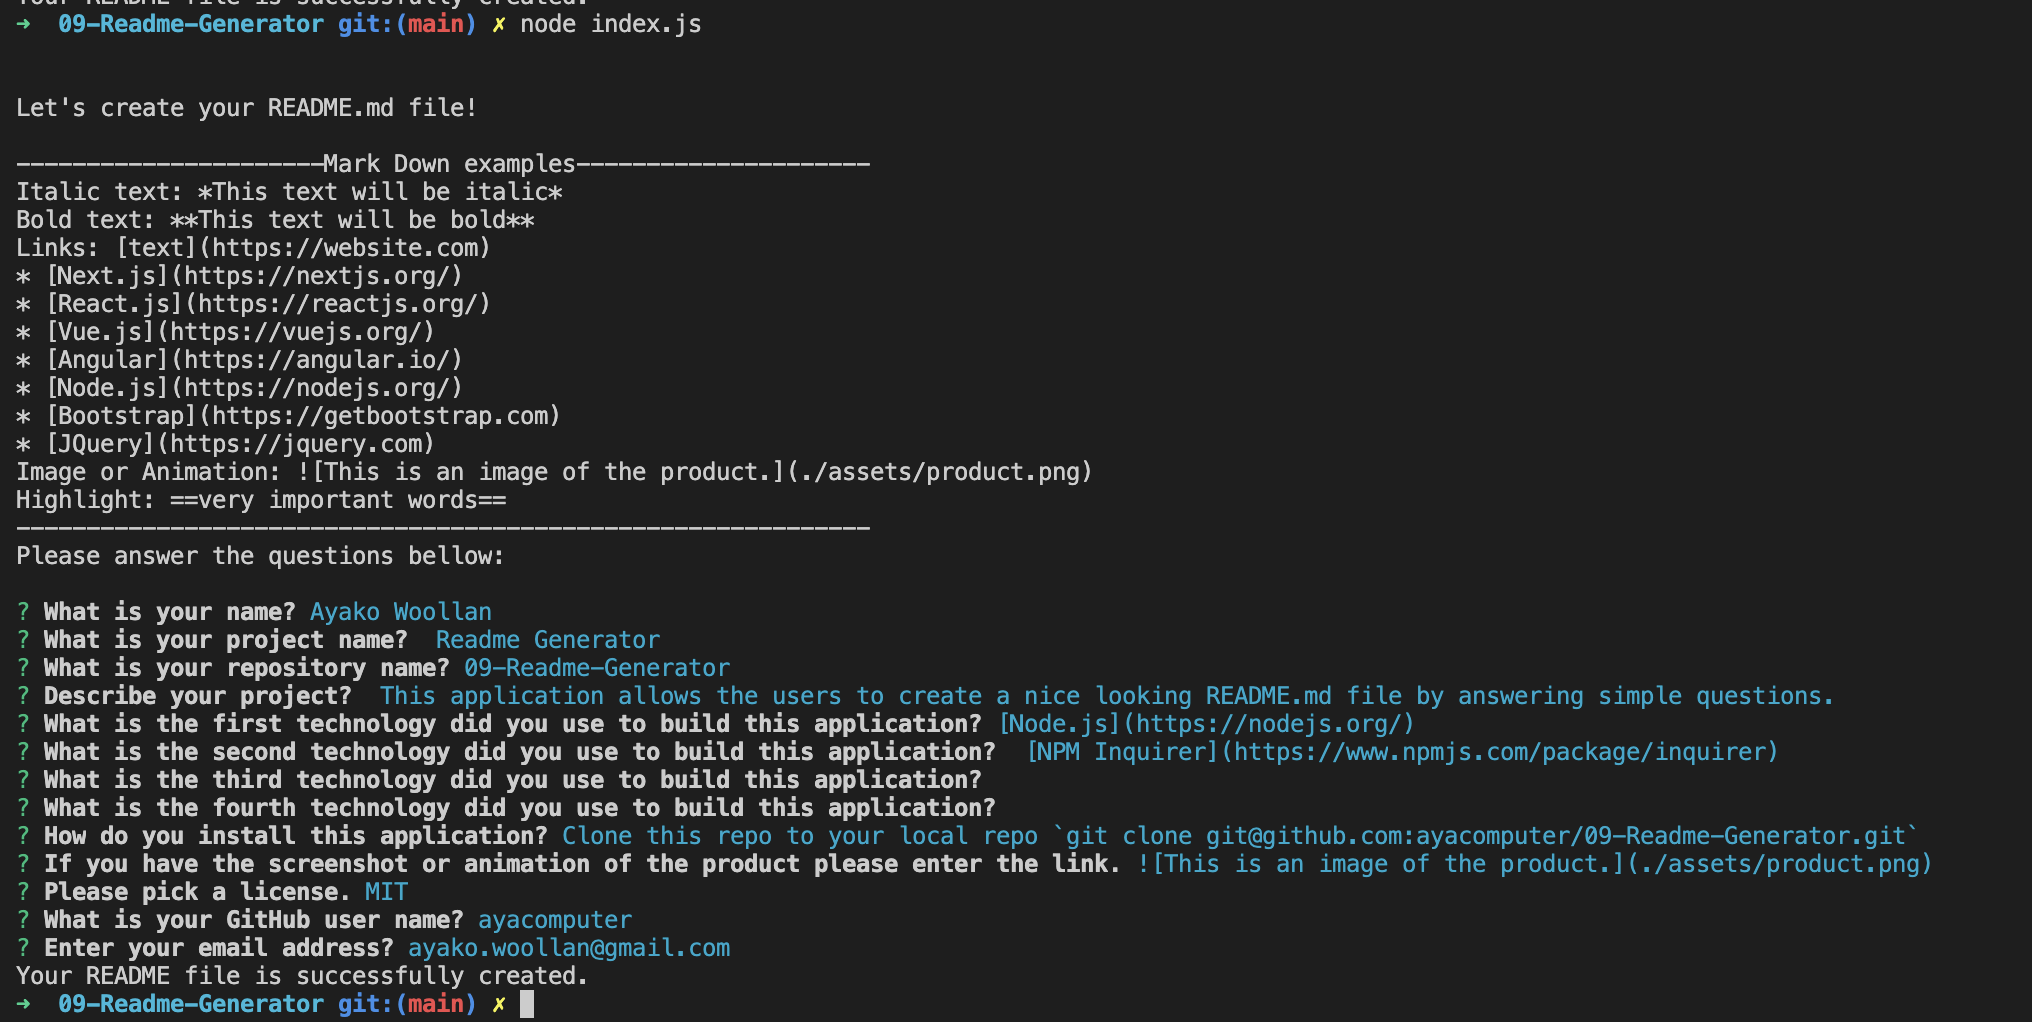 Your README file is successfully created.
→ 09-Readme-Generator git:(main) ✗ node index.js
Let's create your README.md file!
----------------------Mark Down examples---------------------
Italic text: *This text will be italic*
Bold text: **This text will be bold**
Links: [text](https://website.com)
* [Next.js](https://nextjs.org/)
* [React.js](https://reactjs.org/)
* [Vue.js](https://vuejs.org/)
* [Angular](https://angular.io/)
* [Node.js](https://nodejs.org/)
* [Bootstrap](https://getbootstrap.com)
* [JQuery](https://jquery.com)
Image or Animation: ![This is an image of the product.](./assets/product.png)
Highlight: ==very important words==
-------------------------------------------------------------
Please answer the questions bellow:
? What is your name? Ayako Woollan
? What is your project name?  Readme Generator
? What is your repository name? 09-Readme-Generator
? Describe your project?  This application allows the users to create a nice looking README.md file by answering simple questions.
? What is the first technology did you use to build this application? [Node.js](https://nodejs.org/)
? What is the second technology did you use to build this application?  [NPM Inquirer](https://www.npmjs.com/package/inquirer)
? What is the third technology did you use to build this application?
? What is the fourth technology did you use to build this application?
? How do you install this application? Clone this repo to your local repo `git clone git@github.com:ayacomputer/09-Readme-Generator.git`
? If you have the screenshot or animation of the product please enter the link. ![This is an image of the product.](./assets/product.png)
? Please pick a license. MIT
? What is your GitHub user name? ayacomputer
? Enter your email address? ayako.woollan@gmail.com
Your README file is successfully created.
→ 09-Readme-Generator git:(main) ✗